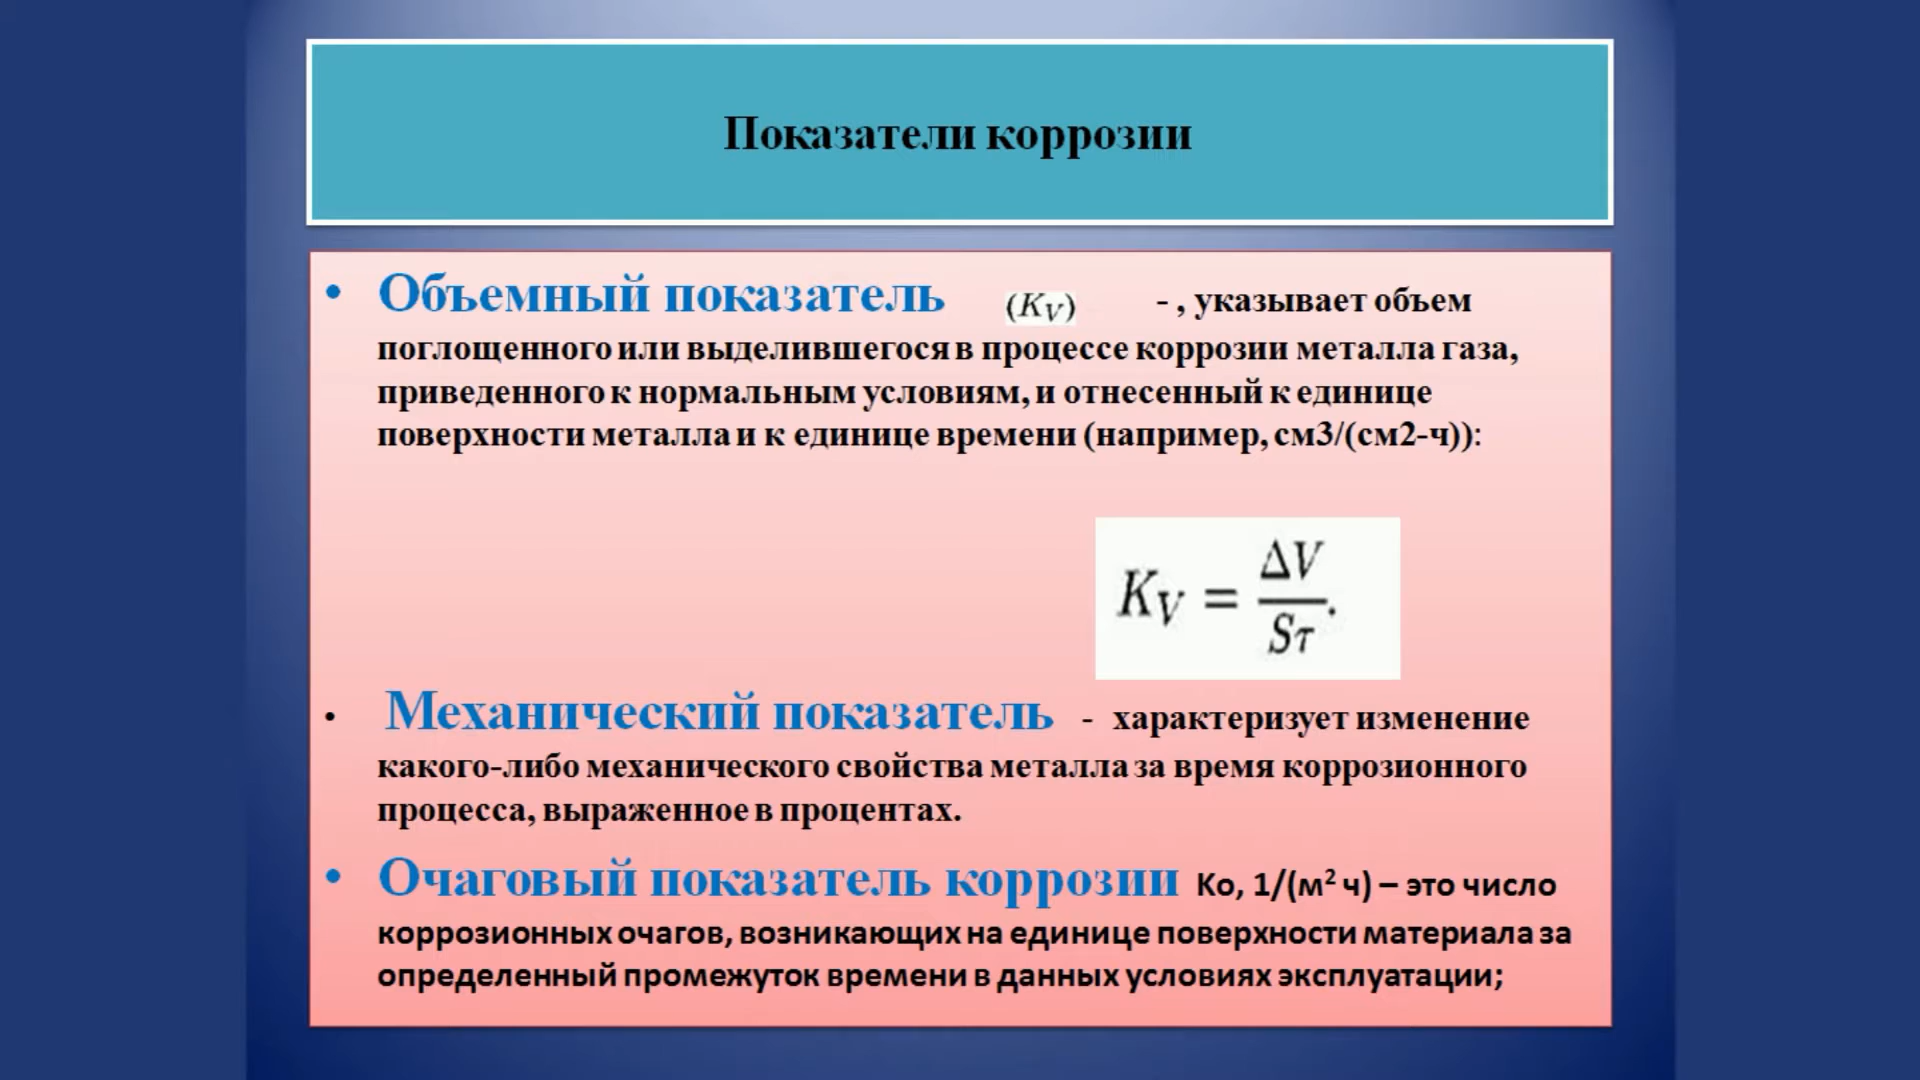 Показатели коррозии
• Объемный показатель (K_V) - , указывает объем
поглощенного или выделившегося в процессе коррозии металла газа,
приведенного к нормальным условиям, и отнесенный к единице
поверхности металла и к единице времени (например, см3/(см2-ч)):
K_V = ΔV / Sτ.
• Механический показатель - характеризует изменение
какого-либо механического свойства металла за время коррозионного
процесса, выраженное в процентах.
• Очаговый показатель коррозии Ко, 1/(м² ч) – это число
коррозионных очагов, возникающих на единице поверхности материала за
определенный промежуток времени в данных условиях эксплуатации;